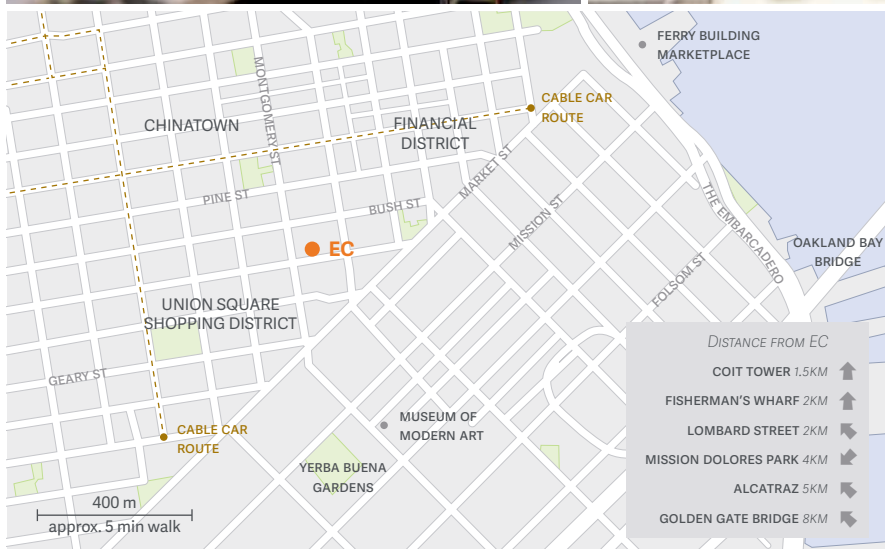 FERRY BUILDING
MARKETPLACE
MONTGOMERY ST
CABLE CAR
ROUTE
CHINATOWN
FINANCIAL
DISTRICT
MARKET ST
PINE ST
BUSH ST
MISSION ST
THE EMBARCADERO
EC
OAKLAND BAY
BRIDGE
FOLSOM ST
UNION SQUARE
SHOPPING DISTRICT
GEARY ST
CABLE CAR
ROUTE
MUSEUM OF
MODERN ART
YERBA BUENA
GARDENS
400 m
approx. 5 min walk
DISTANCE FROM EC
COIT TOWER 1.5KM
FISHERMAN'S WHARF 2KM
LOMBARD STREET 2KM
MISSION DOLORES PARK 4KM
ALCATRAZ 5KM
GOLDEN GATE BRIDGE 8KM